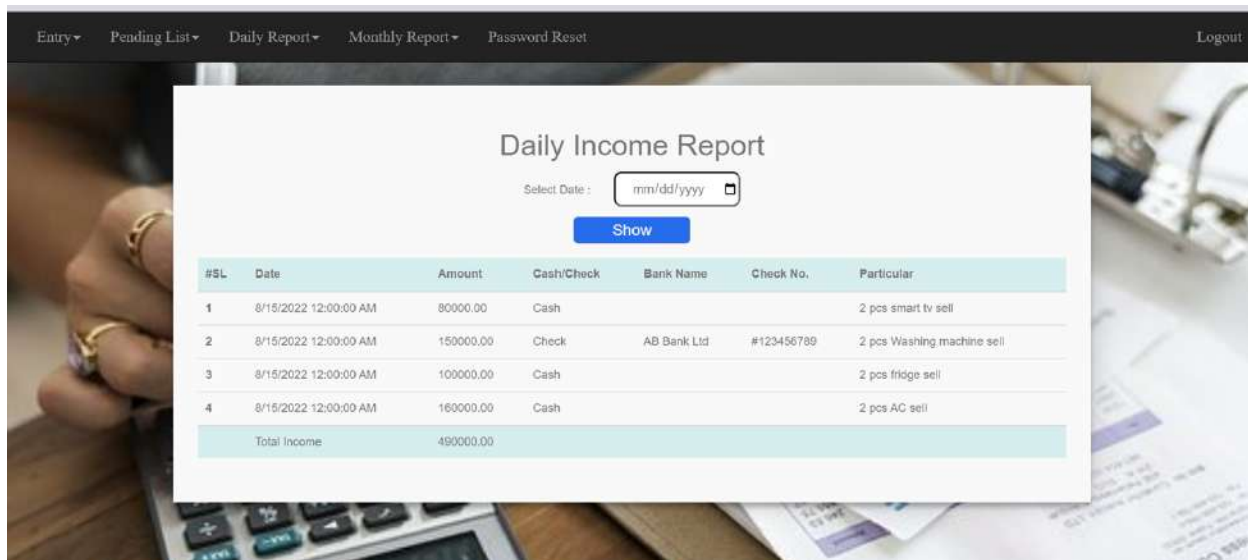 Entry Pending List Daily Report Monthly Report Password Reset Logout
Daily Income Report
Select Date : mm/dd/yyyy
Show
#SL Date Amount Cash/Check Bank Name Check No. Particular
1 8/15/2022 12:00:00 AM 80000.00 Cash 2 pcs smart tv sell
2 8/15/2022 12:00:00 AM 150000.00 Check AB Bank Ltd #123456789 2 pcs Washing machine sell
3 8/15/2022 12:00:00 AM 100000.00 Cash 2 pcs fridge sell
4 8/15/2022 12:00:00 AM 160000.00 Cash 2 pcs AC sell
Total Income 490000.00